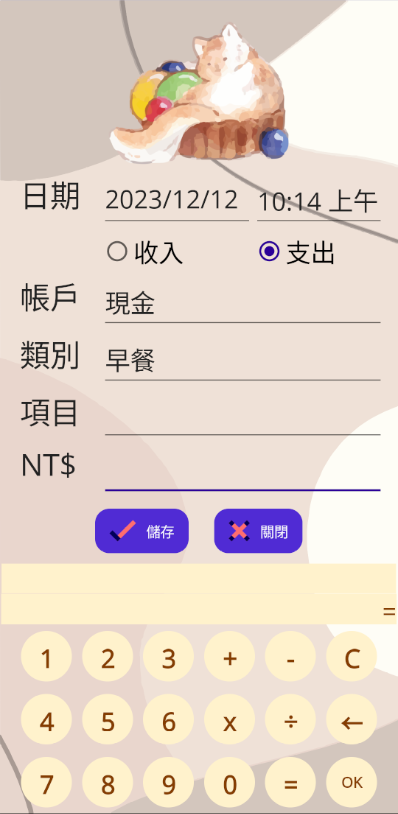 日期 2023/12/12 10:14 上午
收入 支出
帳戶 現金
類別 早餐
項目
NT$
儲存 關閉
=
1 2 3 + - C
4 5 6 x ÷ ←
7 8 9 0 = OK